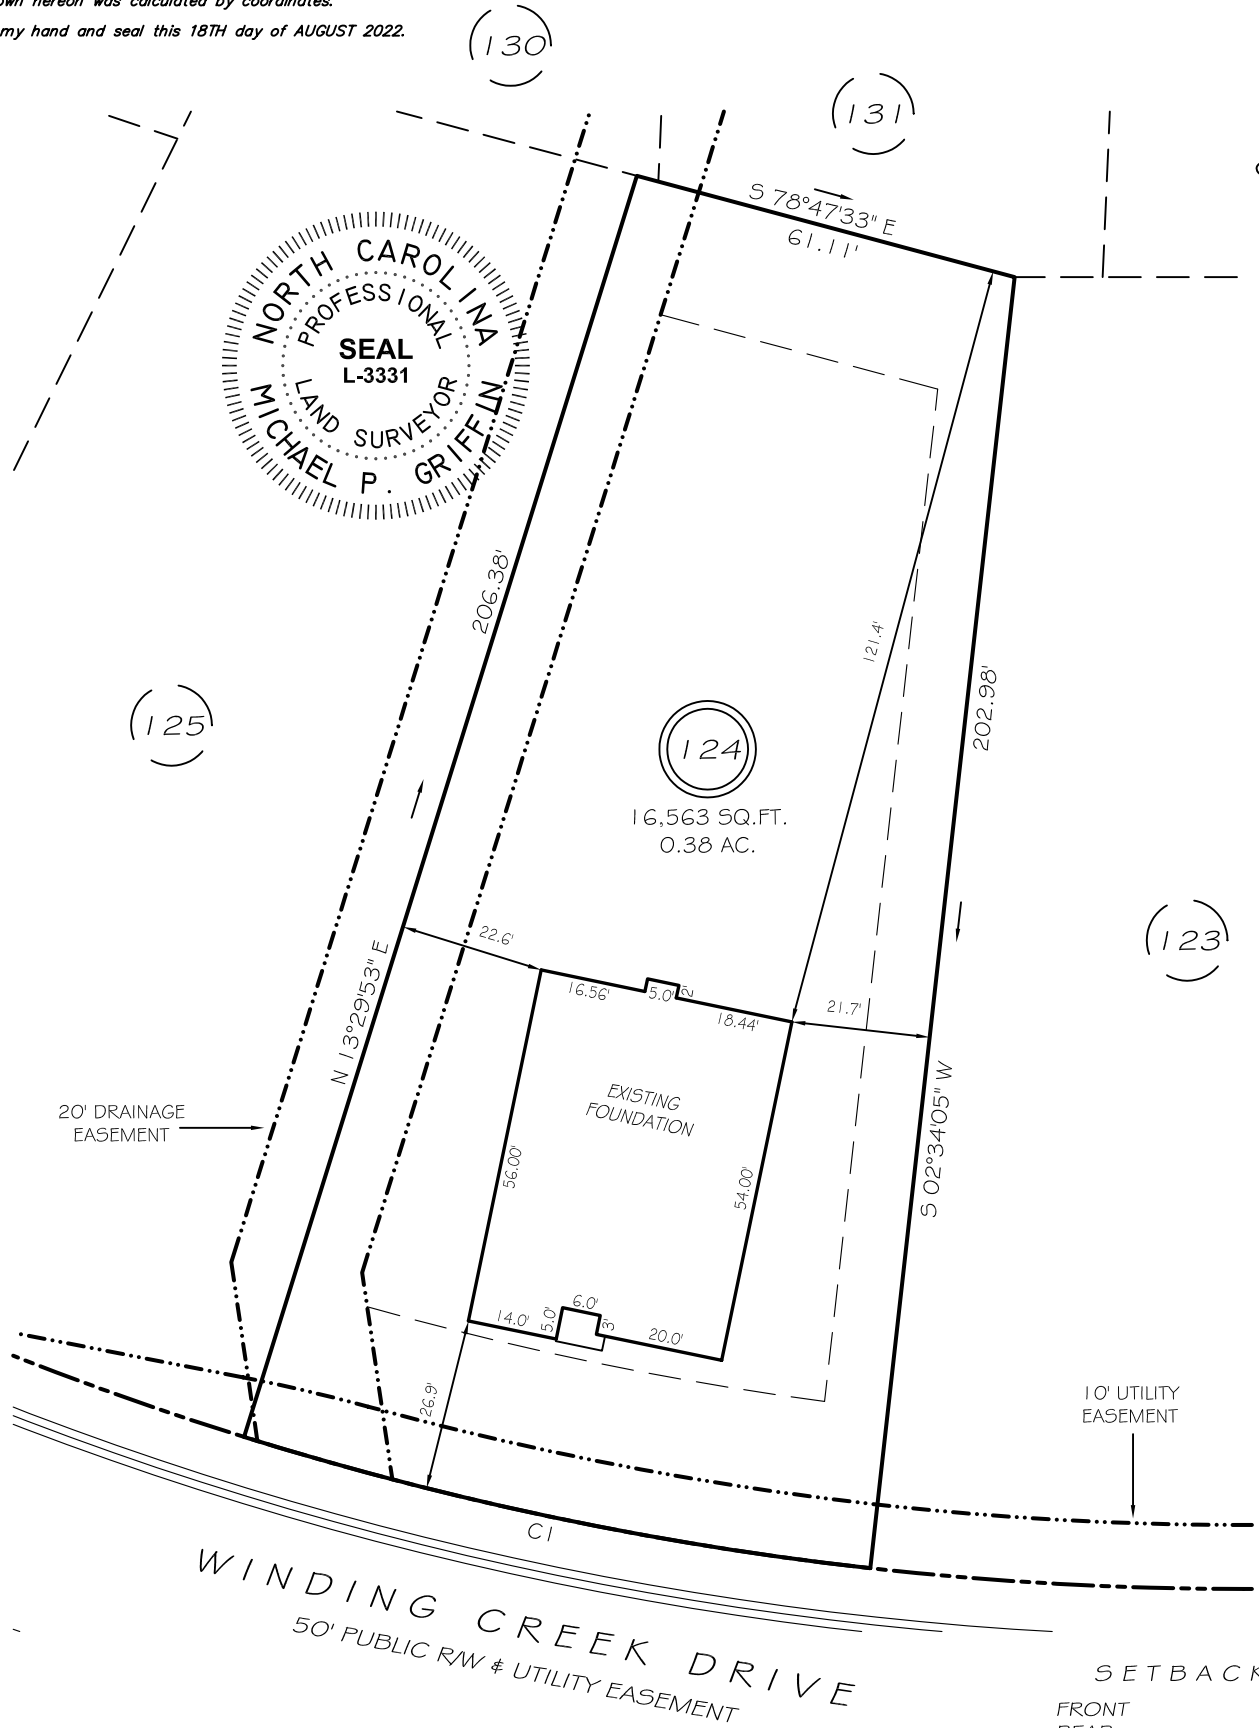 own hereon was calculated by coordinates.
my hand and seal this 18TH day of AUGUST 2022.
130
131
S 78°47'33" E
61.11'
NORTH CAROLINA
PROFESSIONAL
SEAL
L-3331
LAND SURVEYOR
MICHAEL P. GRIFFIN
206.38'
121.4'
202.98'
125
124
16,563 SQ.FT.
0.38 AC.
123
22.6'
N 13°29'53" E
16.56'
5.0'
2'
18.44'
21.7'
EXISTING
FOUNDATION
S 02°34'05" W
20' DRAINAGE
EASEMENT
56.00'
54.00'
14.0'
5.0'
6.0'
3'
20.0'
26.9'
10' UTILITY
EASEMENT
C1
WINDING CREEK DRIVE
50' PUBLIC R/W & UTILITY EASEMENT
SETBACK
FRONT